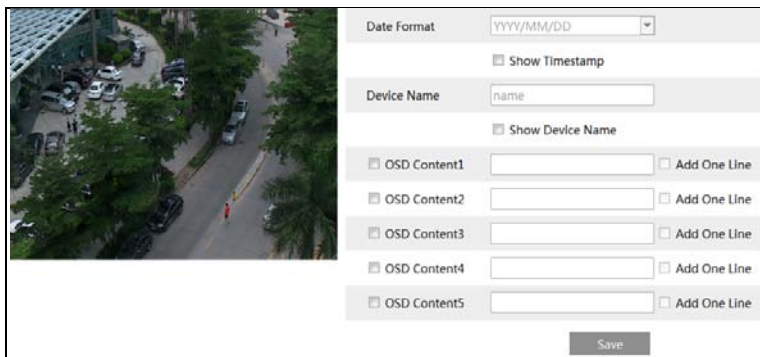 Date Format YYYY/MM/DD
Show Timestamp
Device Name name
Show Device Name
OSD Content1 Add One Line
OSD Content2 Add One Line
OSD Content3 Add One Line
OSD Content4 Add One Line
OSD Content5 Add One Line
Save